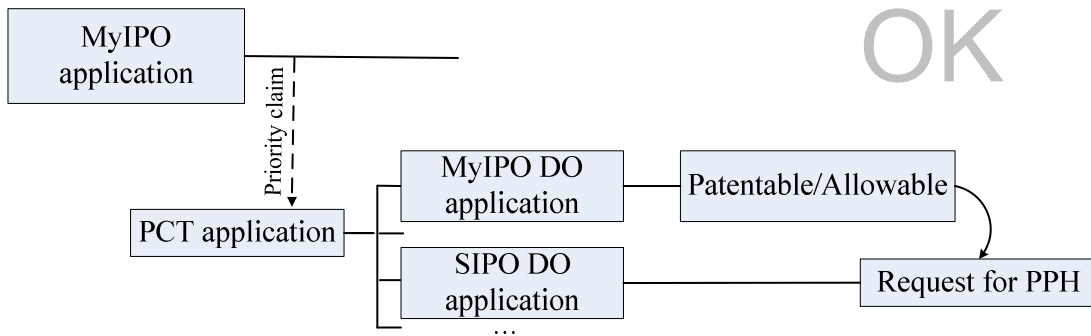 MyIPO
application
OK
Priority claim
MyIPO DO
application
Patentable/Allowable
PCT application
SIPO DO
application
Request for PPH
...